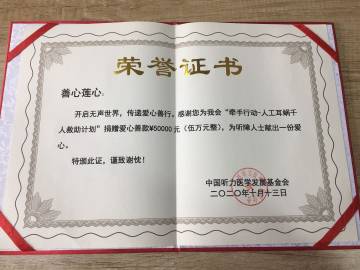 荣誉证书
善心莲心：
开启无声世界，传递爱心善行。感谢您为我会“牵手行动-人工耳蜗千
人救助计划”捐赠爱心善款¥50000元（伍万元整），为听障人士献出一份爱
心。
特颁此证，谨致谢忱！
中国听力医学发展基金会
二〇二〇年十月十三日